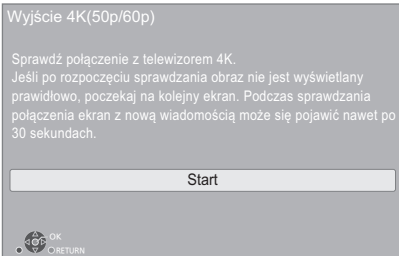 Wyjście 4K(50p/60p)
Sprawdź połączenie z telewizorem 4K.
Jeśli po rozpoczęciu sprawdzania obraz nie jest wyświetlany
prawidłowo, poczekaj na kolejny ekran. Podczas sprawdzania
połączenia ekran z nową wiadomością może się pojawić nawet po
30 sekundach.
Start
OK
RETURN